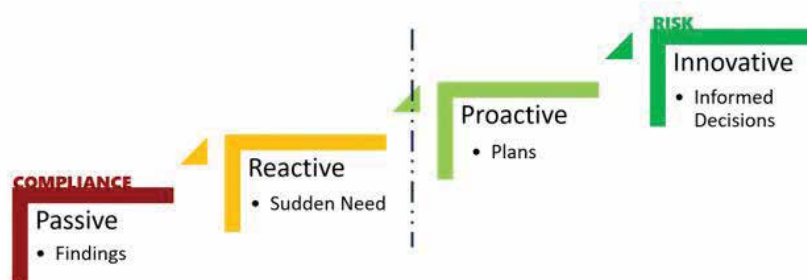 COMPLIANCE
Passive
• Findings
Reactive
• Sudden Need
Proactive
• Plans
RISK
Innovative
• Informed
Decisions